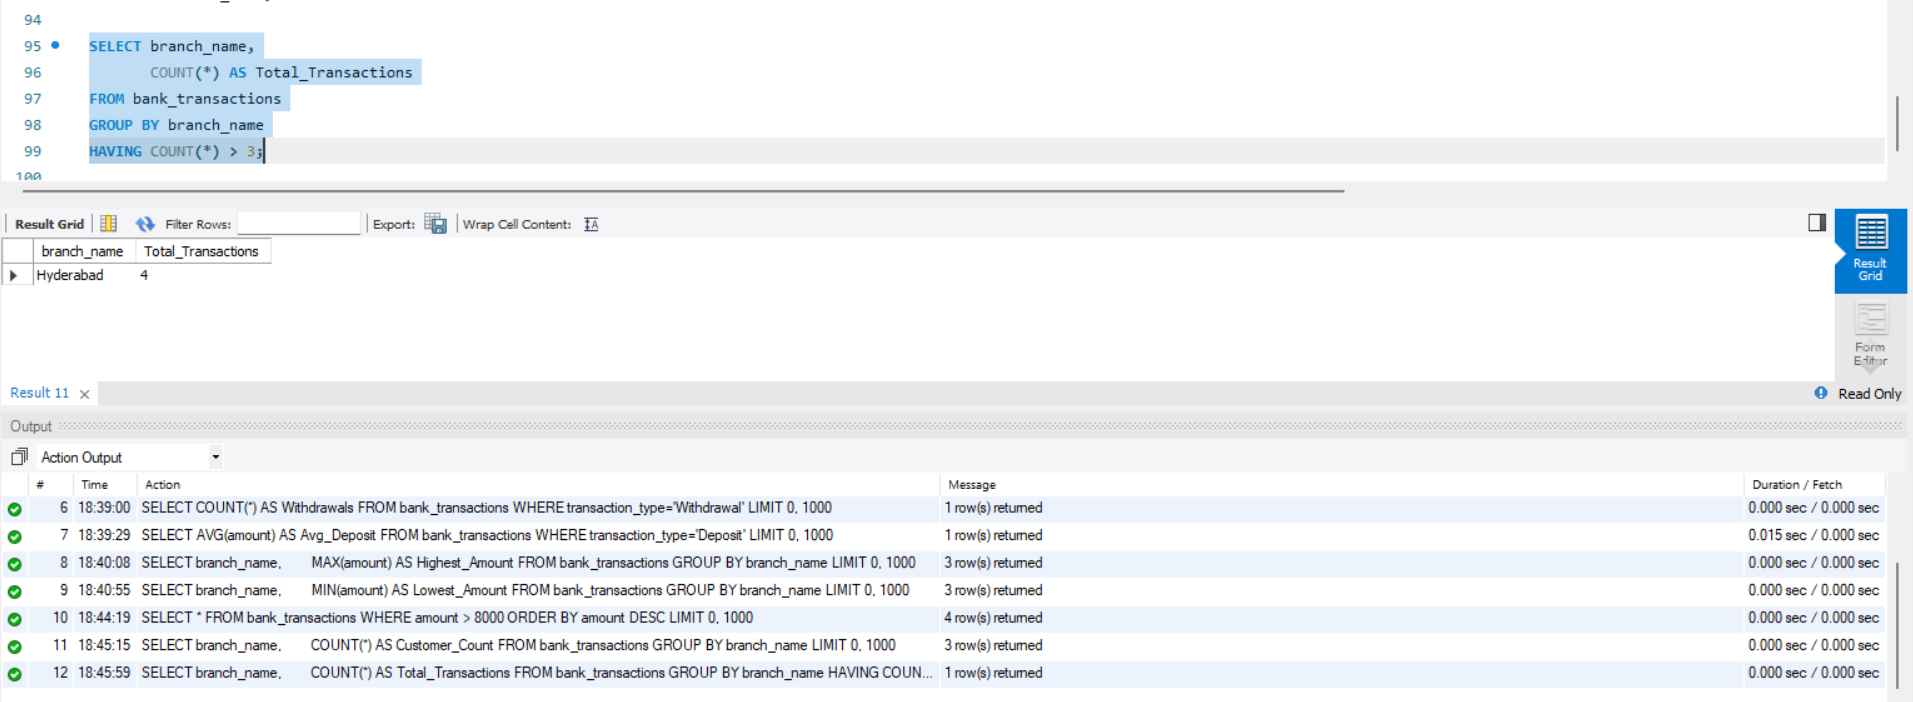 94
95 SELECT branch_name,
96 COUNT(*) AS Total_Transactions
97 FROM bank_transactions
98 GROUP BY branch_name
99 HAVING COUNT(*) > 3;
100
Result Grid Filter Rows: Export: Wrap Cell Content:
branch_name Total_Transactions
Hyderabad 4
Result Grid
Form Editor
Result 11 Read Only
Output
Action Output
# Time Action Message Duration / Fetch
6 18:39:00 SELECT COUNT(*) AS Withdrawals FROM bank_transactions WHERE transaction_type='Withdrawal' LIMIT 0, 1000 1 row(s) returned 0.000 sec / 0.000 sec
7 18:39:29 SELECT AVG(amount) AS Avg_Deposit FROM bank_transactions WHERE transaction_type='Deposit' LIMIT 0, 1000 1 row(s) returned 0.015 sec / 0.000 sec
8 18:40:08 SELECT branch_name, MAX(amount) AS Highest_Amount FROM bank_transactions GROUP BY branch_name LIMIT 0, 1000 3 row(s) returned 0.000 sec / 0.000 sec
9 18:40:55 SELECT branch_name, MIN(amount) AS Lowest_Amount FROM bank_transactions GROUP BY branch_name LIMIT 0, 1000 3 row(s) returned 0.000 sec / 0.000 sec
10 18:44:19 SELECT * FROM bank_transactions WHERE amount > 8000 ORDER BY amount DESC LIMIT 0, 1000 4 row(s) returned 0.000 sec / 0.000 sec
11 18:45:15 SELECT branch_name, COUNT(*) AS Customer_Count FROM bank_transactions GROUP BY branch_name LIMIT 0, 1000 3 row(s) returned 0.000 sec / 0.000 sec
12 18:45:59 SELECT branch_name, COUNT(*) AS Total_Transactions FROM bank_transactions GROUP BY branch_name HAVING COUN... 1 row(s) returned 0.000 sec / 0.000 sec